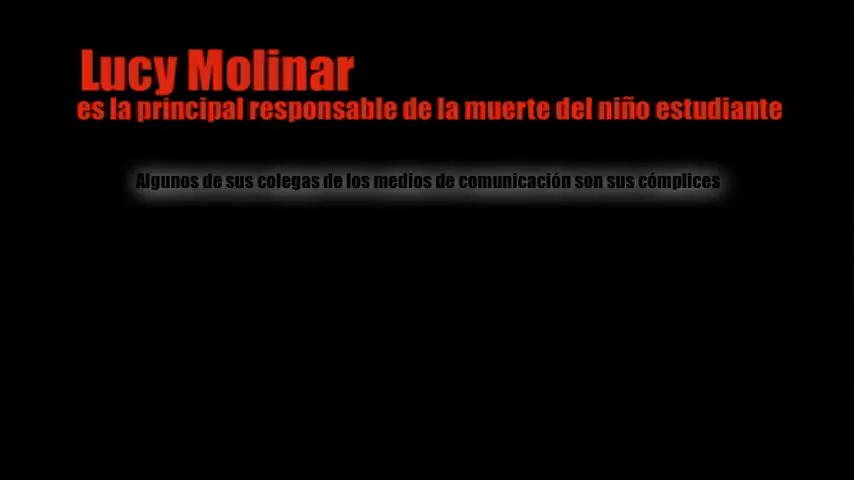 Lucy Molinar
es la principal responsable de la muerte del niño estudiante
Algunos de sus colegas de los medios de comunicación son sus cómplices